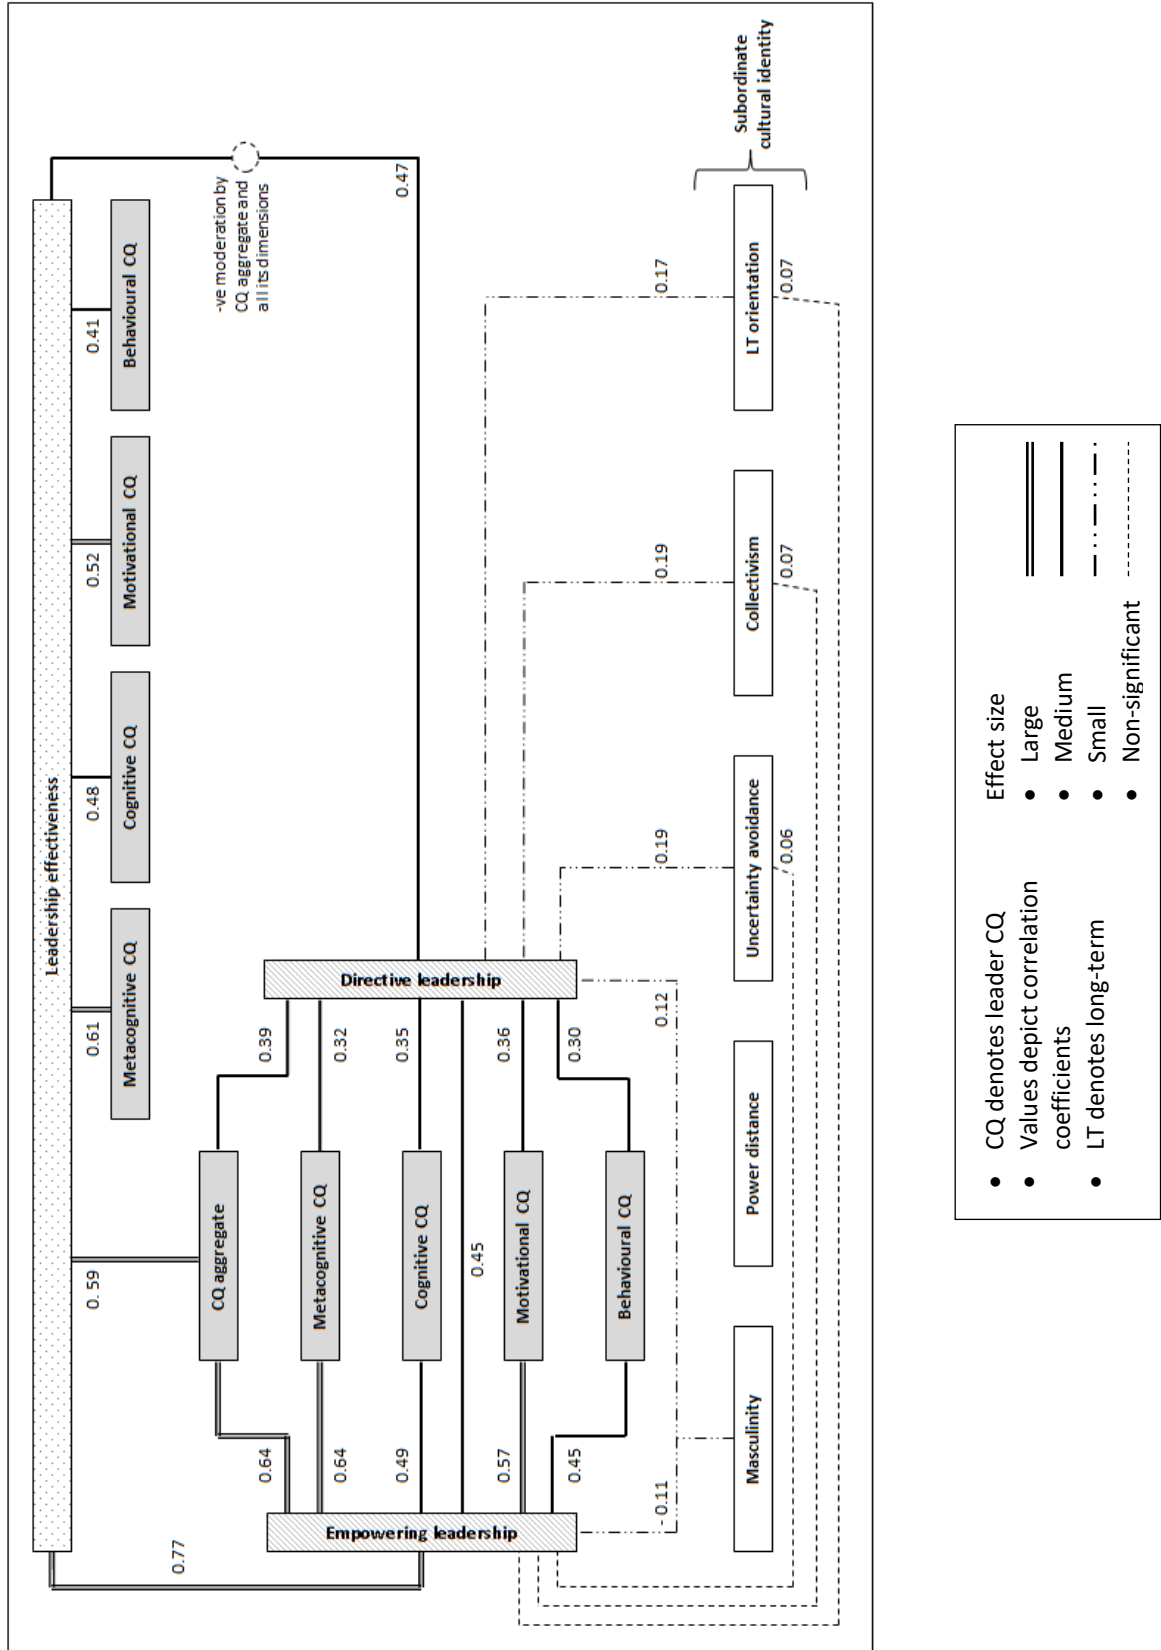 Leadership effectiveness
0.77
0.59
0.61
0.48
0.52
0.41
Metacognitive CQ
Cognitive CQ
Motivational CQ
Behavioural CQ
-ve moderation by
CQ aggregate and
all its dimensions
0.47
Empowering leadership
0.64
0.64
0.49
0.57
0.45
CQ aggregate
Metacognitive CQ
Cognitive CQ
0.45
Motivational CQ
Behavioural CQ
0.39
0.32
0.35
0.36
0.30
Directive leadership
- 0.11
0.12
0.19
0.19
0.17
Masculinity
Power distance
Uncertainty avoidance
Collectivism
LT orientation
Subordinate
cultural identity
0.06
0.07
0.07
• CQ denotes leader CQ
• Values depict correlation
coefficients
• LT denotes long-term
Effect size
• Large
• Medium
• Small
• Non-significant